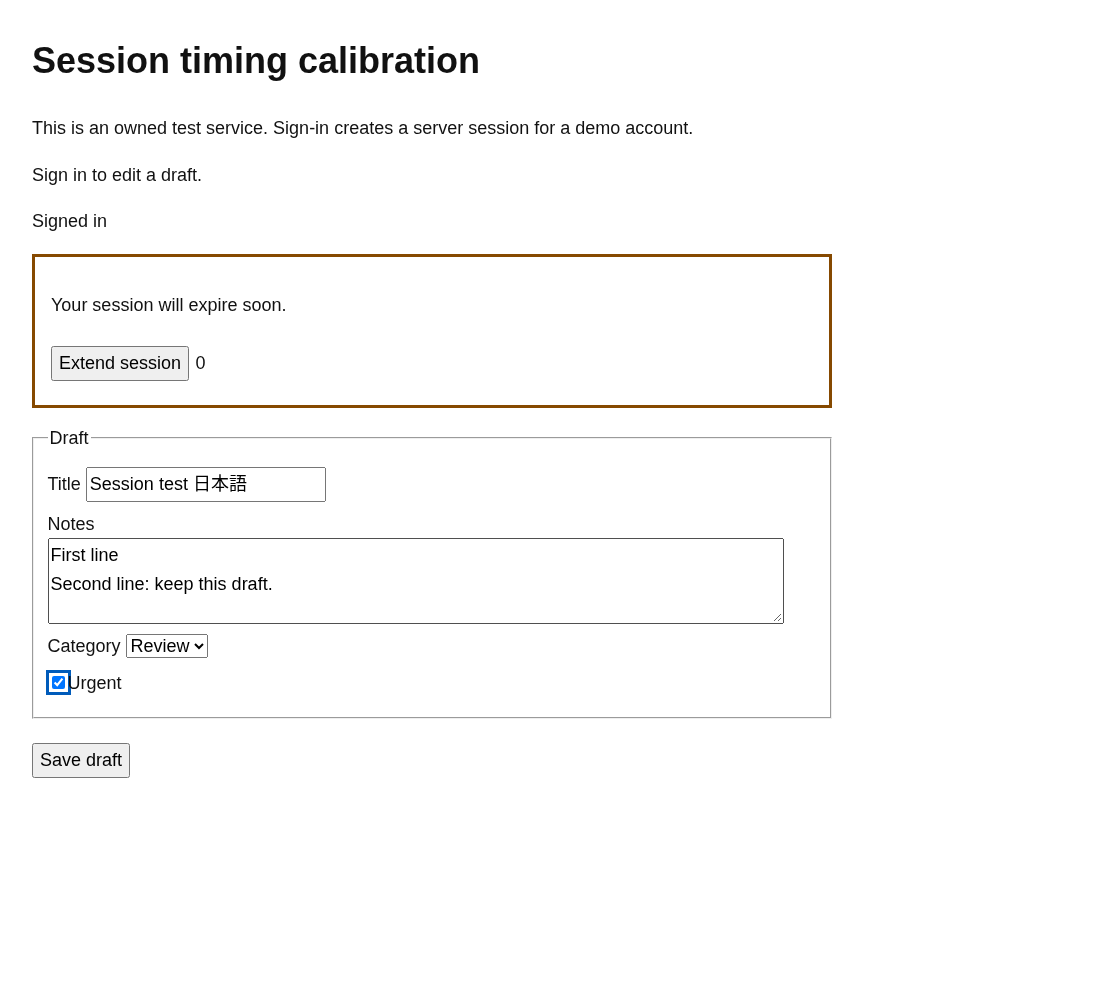 Session timing calibration
This is an owned test service. Sign-in creates a server session for a demo account.
Sign in to edit a draft.
Signed in
Your session will expire soon.
Extend session 0
Draft
Title Session test 日本語
Notes
First line
Second line: keep this draft.
Category Review
Urgent
Save draft